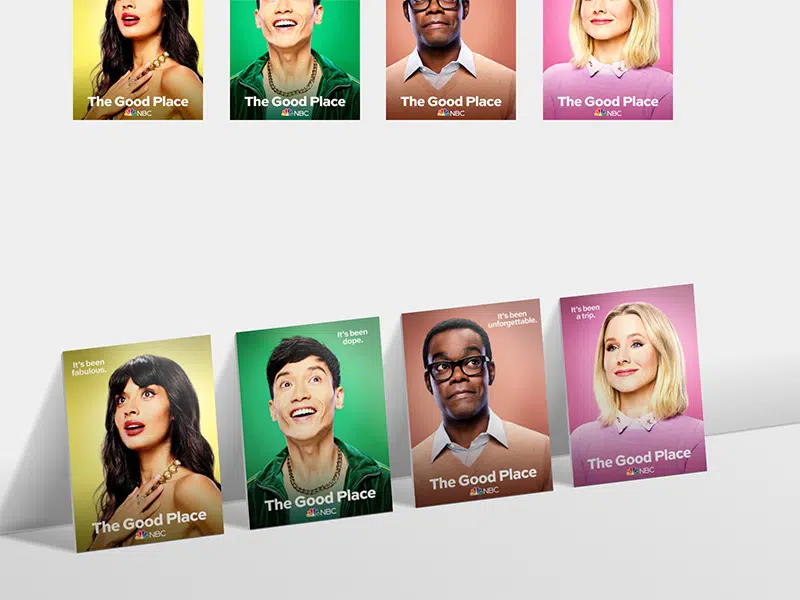 The Good Place
NBC
The Good Place
NBC
The Good Place
NBC
The Good Place
NBC
It's been
fabulous.
The Good Place
NBC
It's been
dope.
The Good Place
NBC
It's been
unforgettable.
The Good Place
NBC
It's been
a trip.
The Good Place
NBC